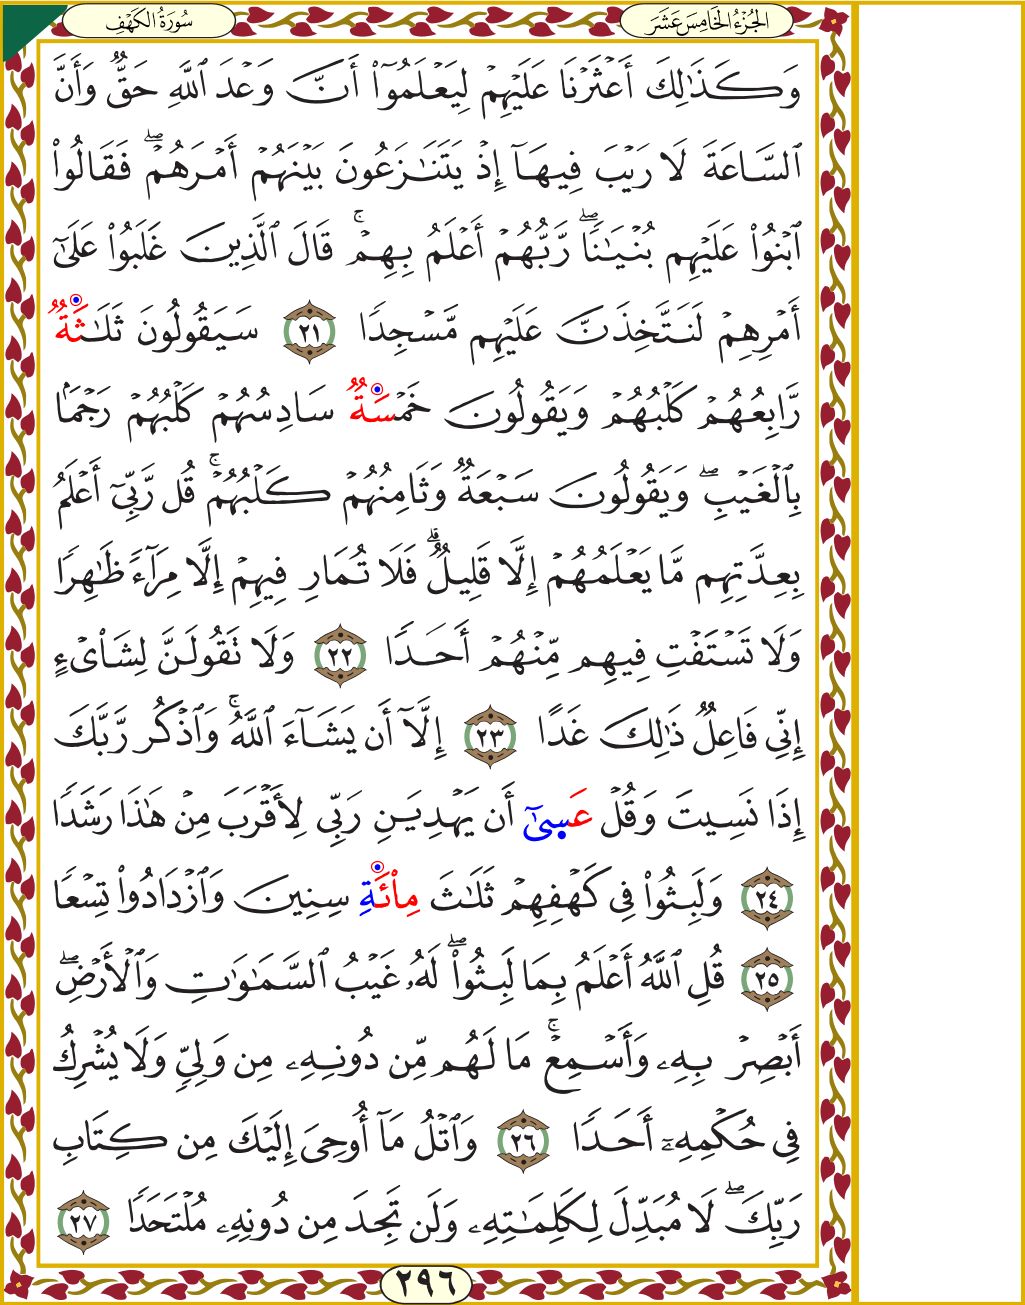 سُورَةُ الكَهْفِ
الجُزْءُ الخَامِسَ عَشَرَ
وَكَذَٰلِكَ أَعْثَرْنَا عَلَيْهِمْ لِيَعْلَمُوٓا۟ أَنَّ وَعْدَ ٱللَّهِ حَقٌّ وَأَنَّ
ٱلسَّاعَةَ لَا رَيْبَ فِيهَآ إِذْ يَتَنَٰزَعُونَ بَيْنَهُمْ أَمْرَهُمْ ۖ فَقَالُوا۟
ٱبْنُوا۟ عَلَيْهِم بُنْيَٰنًا ۖ رَّبُّهُمْ أَعْلَمُ بِهِمْ ۚ قَالَ ٱلَّذِينَ غَلَبُوا۟ عَلَىٰٓ
أَمْرِهِمْ لَنَتَّخِذَنَّ عَلَيْهِم مَّسْجِدًا ٢١ سَيَقُولُونَ ثَلَٰثَةٌ
رَّابِعُهُمْ كَلْبُهُمْ وَيَقُولُونَ خَمْسَةٌ سَادِسُهُمْ كَلْبُهُمْ رَجْمًۢا
بِٱلْغَيْبِ ۖ وَيَقُولُونَ سَبْعَةٌ وَثَامِنُهُمْ كَلْبُهُمْ ۚ قُل رَّبِّىٓ أَعْلَمُ
بِعِدَّتِهِم مَّا يَعْلَمُهُمْ إِلَّا قَلِيلٌ ۗ فَلَا تُمَارِ فِيهِمْ إِلَّا مِرَآءً ظَٰهِرًا
وَلَا تَسْتَفْتِ فِيهِم مِّنْهُمْ أَحَدًا ٢٢ وَلَا تَقُولَنَّ لِشَا۟ىْءٍ
إِنِّى فَاعِلٌ ذَٰلِكَ غَدًا ٢٣ إِلَّآ أَن يَشَآءَ ٱللَّهُ ۚ وَٱذْكُر رَّبَّكَ
إِذَا نَسِيتَ وَقُلْ عَسَىٰٓ أَن يَهْدِيَنِ رَبِّى لِأَقْرَبَ مِنْ هَٰذَا رَشَدًا
٢٤ وَلَبِثُوا۟ فِى كَهْفِهِمْ ثَلَٰثَ مِا۟ئَةِ سِنِينَ وَٱزْدَادُوا۟ تِسْعًا
٢٥ قُلِ ٱللَّهُ أَعْلَمُ بِمَا لَبِثُوا۟ ۖ لَهُۥ غَيْبُ ٱلسَّمَٰوَٰتِ وَٱلْأَرْضِ ۖ
أَبْصِرْ بِهِۦ وَأَسْمِعْ ۚ مَا لَهُم مِّن دُونِهِۦ مِن وَلِىٍّ وَلَا يُشْرِكُ
فِى حُكْمِهِۦٓ أَحَدًا ٢٦ وَٱتْلُ مَآ أُوحِىَ إِلَيْكَ مِن كِتَابِ
رَبِّكَ ۖ لَا مُبَدِّلَ لِكَلِمَٰتِهِۦ وَلَن تَجِدَ مِن دُونِهِۦ مُلْتَحَدًا ٢٧
٢٩٦